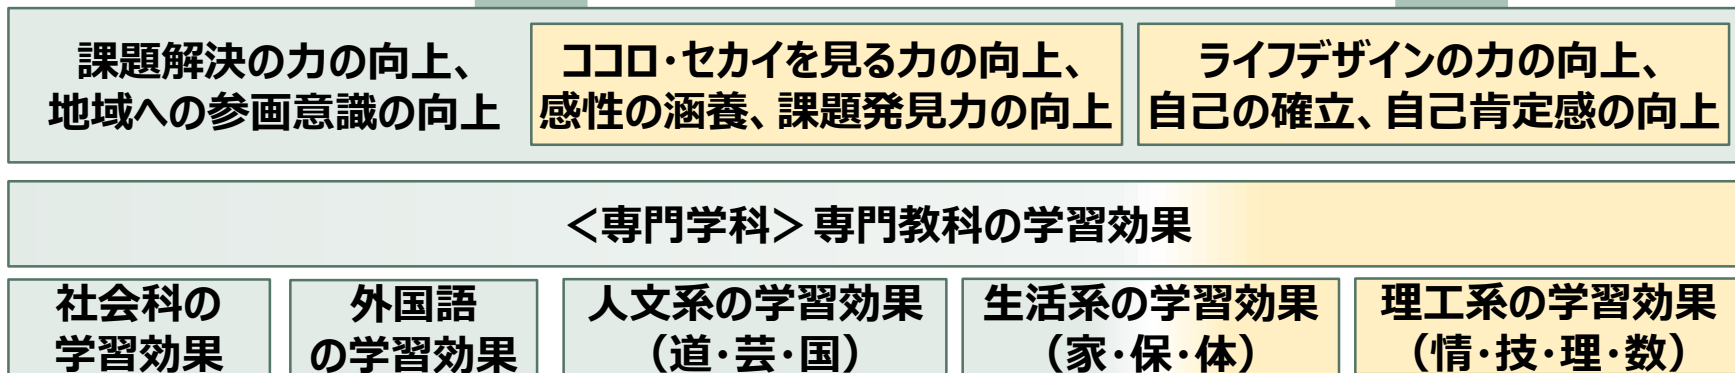 課題解決の力の向上、
地域への参画意識の向上
ココロ・セカイを見る力の向上、
感性の涵養、課題発見力の向上
ライフデザインの力の向上、
自己の確立、自己肯定感の向上
＜専門学科＞専門教科の学習効果
社会科の
学習効果
外国語
の学習効果
人文系の学習効果
（道・芸・国）
生活系の学習効果
（家・保・体）
理工系の学習効果
（情・技・理・数）